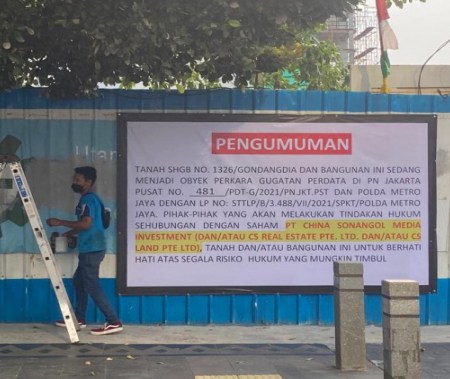 PENGUMUMAN
TANAH SHGB NO. 1326/GONDANGDIA DAN BANGUNAN INI SEDANG
MENJADI OBYEK PERKARA GUGATAN PERDATA DI PN JAKARTA
PUSAT NO. 481 /PDT-G/2021/PN.JKT.PST DAN POLDA METRO
JAYA DENGAN LP NO: STTLP/B/3.488/VII/2021/SPKT/POLDA METRO
JAYA. PIHAK-PIHAK YANG AKAN MELAKUKAN TINDAKAN HUKUM
SEHUBUNGAN DENGAN SAHAM PT CHINA SONANGOL MEDIA
INVESTMENT (DAN/ATAU CS REAL ESTATE PTE. LTD. DAN/ATAU CS
LAND PTE LTD), TANAH DAN/ATAU BANGUNAN INI UNTUK BERHATI
HATI ATAS SEGALA RISIKO HUKUM YANG MUNGKIN TIMBUL